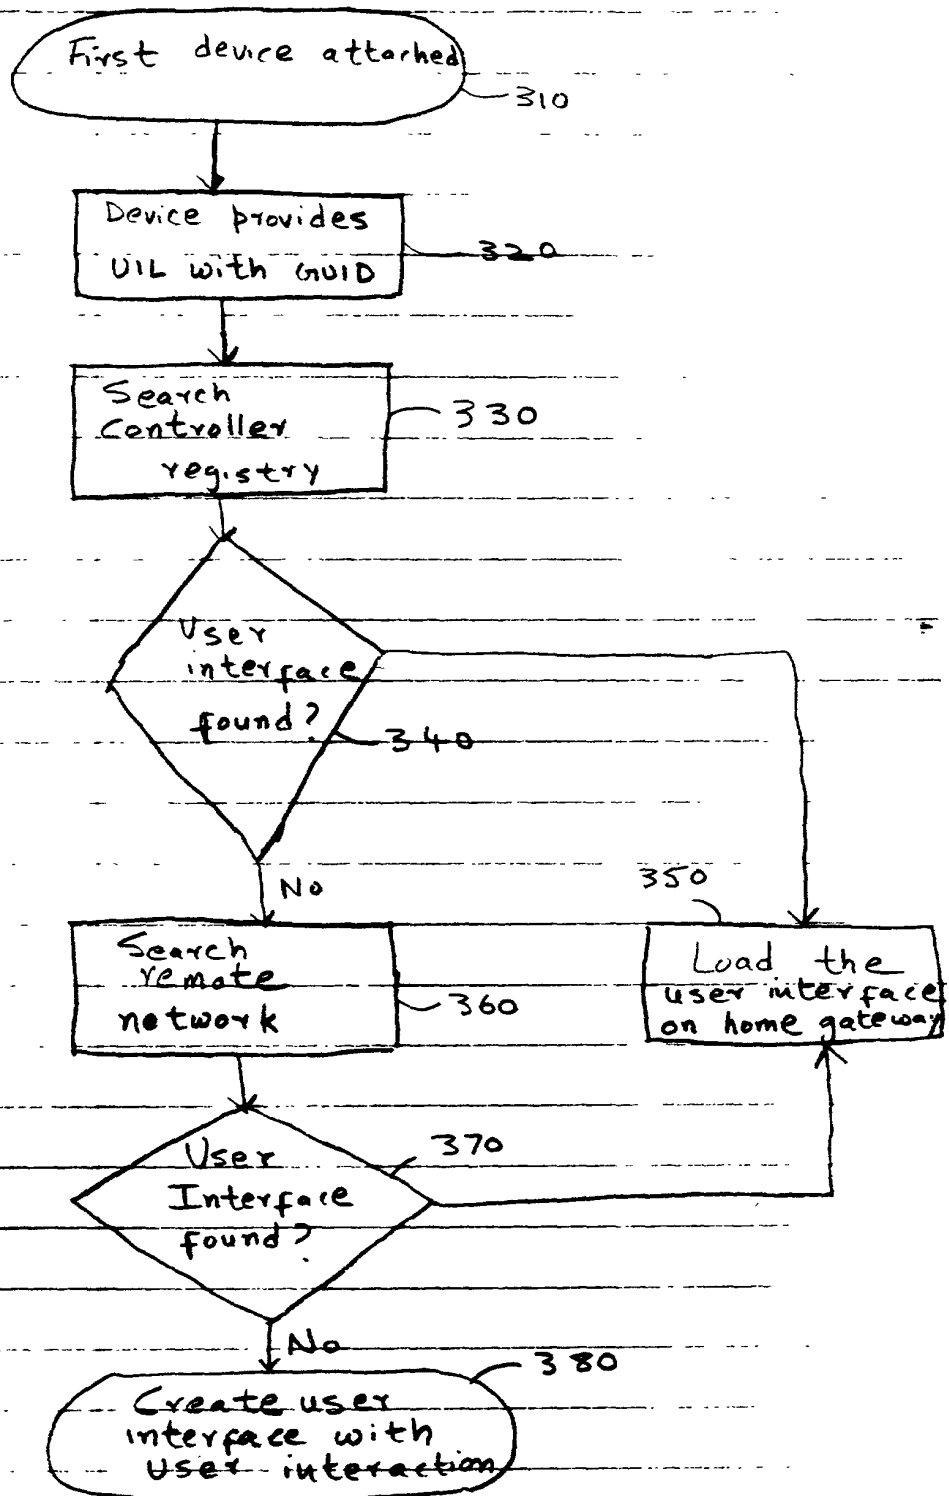 First device attached
310
Device provides
UIL with GUID
320
Search
Controller
registry
330
User
interface
found?
340
No
350
Load the
user interface
on home gateway
Search
remote
network
360
370
User
Interface
found?
No
380
Create user
interface with
User interaction